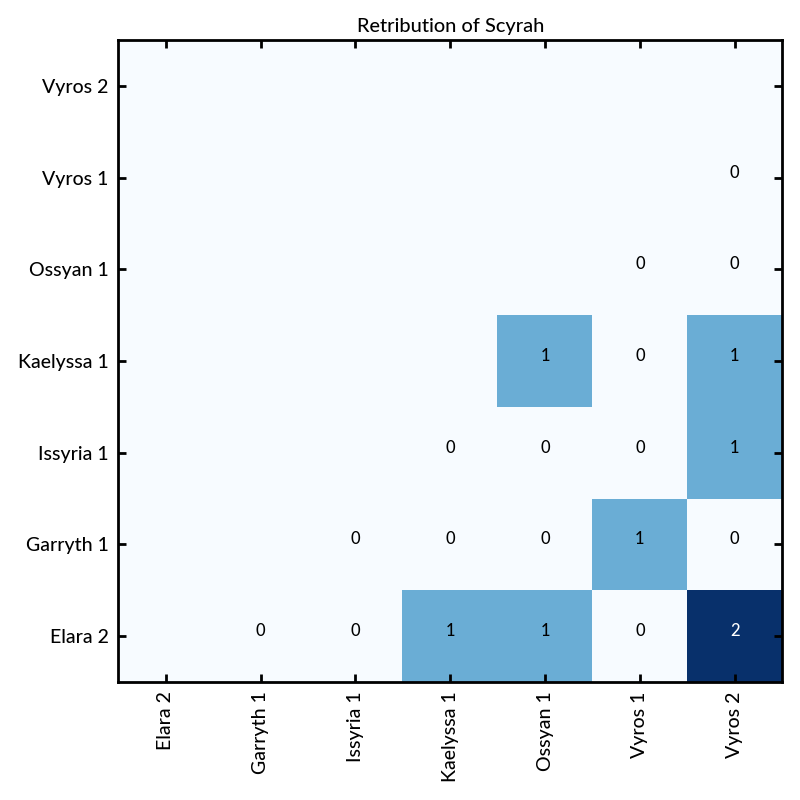 Retribution of Scyrah
Vyros 2
Vyros 1 0
Ossyan 1 0 0
Kaelyssa 1 1 0 1
Issyria 1 0 0 0 1
Garryth 1 0 0 0 1 0
Elara 2 0 0 1 1 0 2
Elara 2 Garryth 1 Issyria 1 Kaelyssa 1 Ossyan 1 Vyros 1 Vyros 2